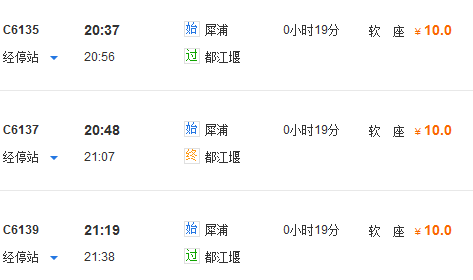 C6135 20:37 始 犀浦 0小时19分 软 座 ¥10.0
经停站 20:56 过 都江堰
C6137 20:48 始 犀浦 0小时19分 软 座 ¥10.0
经停站 21:07 终 都江堰
C6139 21:19 始 犀浦 0小时19分 软 座 ¥10.0
经停站 21:38 过 都江堰